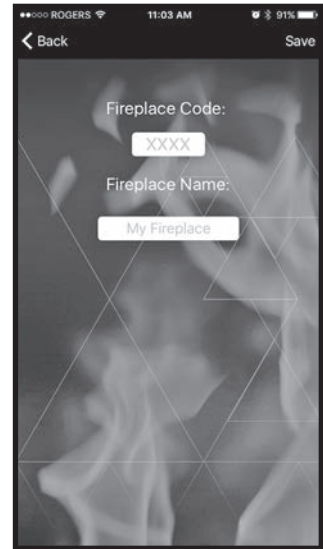 ROGERS 11:03 AM 91%
Back Save
Fireplace Code:
XXXX
Fireplace Name:
My Fireplace